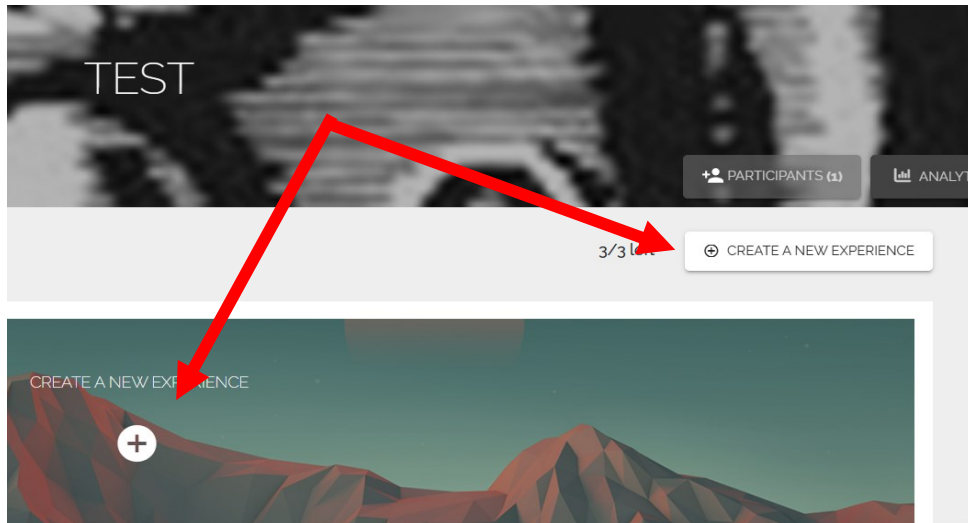 TEST
PARTICIPANTS (1)
ANALYT
3/3 left
CREATE A NEW EXPERIENCE
CREATE A NEW EXPERIENCE